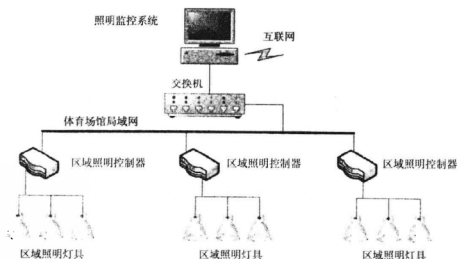 照明监控系统
互联网
交换机
体育场馆局域网
区域照明控制器
区域照明控制器
区域照明控制器
区域照明灯具
区域照明灯具
区域照明灯具